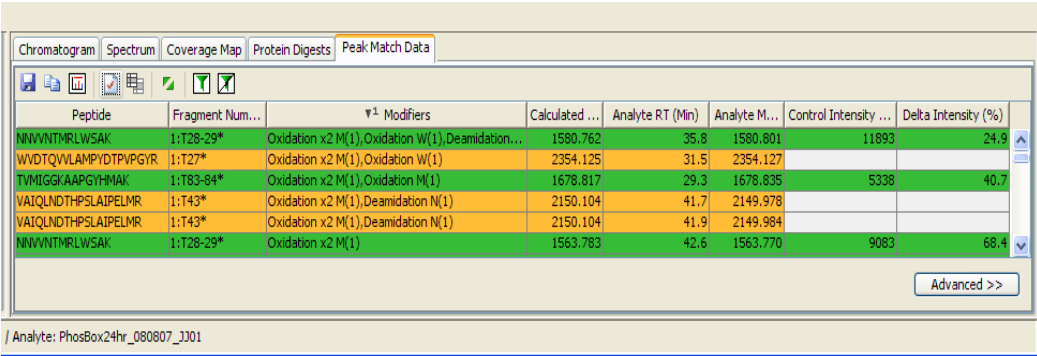 Chromatogram Spectrum Coverage Map Protein Digests Peak Match Data
Peptide Fragment Num... ▼1 Modifiers Calculated ... Analyte RT (Min) Analyte M... Control Intensity ... Delta Intensity (%)
NNVVNTMRLWSAK 1:T28-29* Oxidation x2 M(1),Oxidation W(1),Deamidation... 1580.762 35.8 1580.801 11893 24.9
WVDTQVVLAMPYDTPVPGYR 1:T27* Oxidation x2 M(1),Oxidation W(1) 2354.125 31.5 2354.127
TVMIGGKAAPGYHMAK 1:T83-84* Oxidation x2 M(1),Oxidation M(1) 1678.817 29.3 1678.835 5338 40.7
VAIQLNDTHPSLAIPELMR 1:T43* Oxidation x2 M(1),Deamidation N(1) 2150.104 41.7 2149.978
VAIQLNDTHPSLAIPELMR 1:T43* Oxidation x2 M(1),Deamidation N(1) 2150.104 41.9 2149.984
NNVVNTMRLWSAK 1:T28-29* Oxidation x2 M(1) 1563.783 42.6 1563.770 9083 68.4
Advanced >>
/ Analyte: PhosBox24hr_080807_JJ01